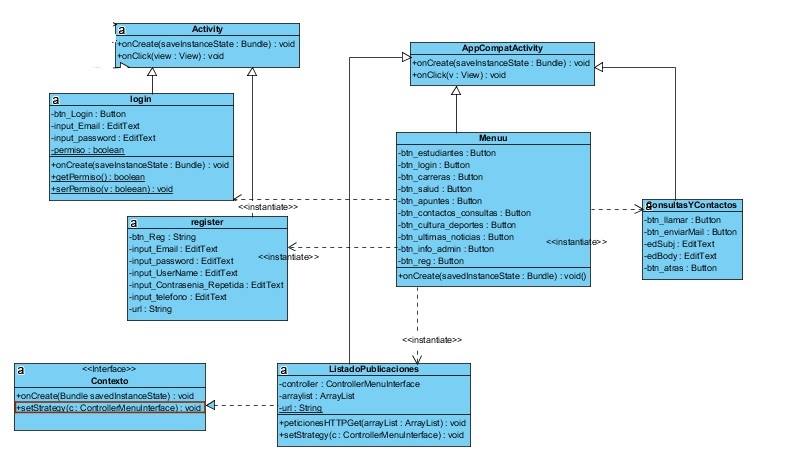 a
Activity
+onCreate(saveInstanceState : Bundle) : void
+onClick(view : View) : void
AppCompatActivity
+onCreate(saveInstanceState : Bundle) : void
+onClick(v : View) : void
a
login
-btn_Login : Button
-input_Email : EditText
-input_password : EditText
-permiso : boolean
+onCreate(saveInstanceState : Bundle) : void
+getPermiso() : boolean
+serPermiso(v : boleean) : void
Menuu
-btn_estudiantes : Button
-btn_login : Button
-btn_carreras : Button
-btn_salud : Button
-btn_apuntes : Button
-btn_contactos_consultas : Button
-btn_cultura_deportes : Button
-btn_ultimas_noticias : Button
-btn_info_admin : Button
-btn_reg : Button
+onCreate(savedInstanceState : Bundle) : void()
a
ConsultasYContactos
-btn_llamar : Button
-btn_enviarMail : Button
-edSubj : EditText
-edBody : EditText
-btn_atras : Button
<<instantiate>>
<<instantiate>>
<<instantiate>>
<<instantiate>>
a
register
-btn_Reg : String
-input_Email : EditText
-input_password : EditText
-input_UserName : EditText
-input_Contrasenia_Repetida : EditText
-input_telefono : EditText
-url : String
a
<<Interface>>
Contexto
+onCreate(Bundle savedInstanceState) : void
+setStrategy(c : ControllerMenuInterface) : void
a
ListadoPublicaciones
-controller : ControllerMenuInterface
-arraylist : ArrayList
-url : String
+peticionesHTTPGet(arrayList : ArrayList) : void
+setStrategy(c : ControllerMenuInterface) : void